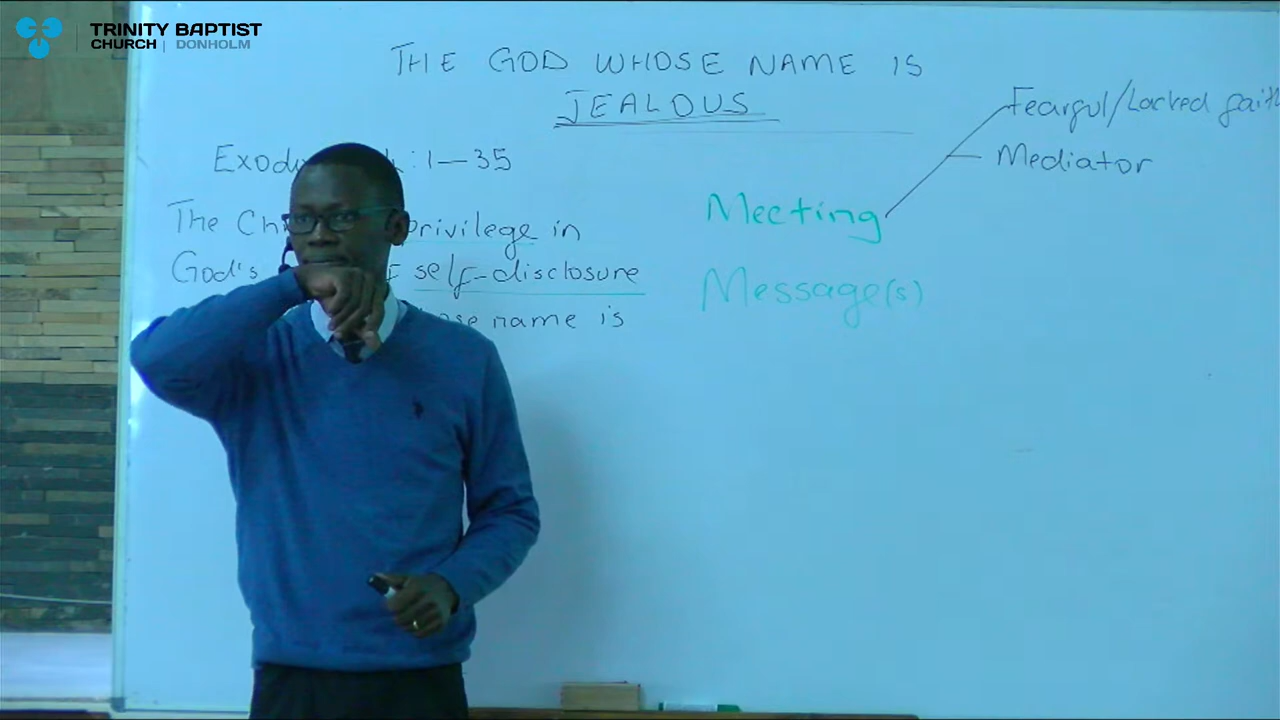 TRINITY BAPTIST
CHURCH | DONHOLM
THE GOD WHOSE NAME IS
JEALOUS
: 1—35
The privilege in
God's self-disclosure
name is
Meeting
Message(s)
Fearful/Lacked faith
Mediator